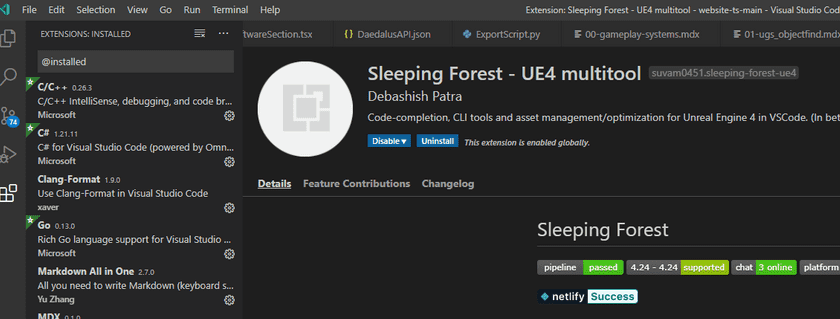 File Edit Selection View Go Run Terminal Help
Extension: Sleeping Forest - UE4 multitool - website-ts-main - Visual Studio Code
EXTENSIONS: INSTALLED
@installed
C/C++ 0.26.3
C/C++ IntelliSense, debugging, and code br...
Microsoft
C# 1.21.11
C# for Visual Studio Code (powered by Omn...
Microsoft
Clang-Format 1.9.0
Use Clang-Format in Visual Studio Code
xaver
Go 0.13.0
Rich Go language support for Visual Studio ...
Microsoft
Markdown All in One 2.7.0
All you need to write Markdown (keyboard s...
Yu Zhang
MDX 0.1.0
74
twareSection.tsx
{} DaedalusAPI.json
ExportScript.py
00-gameplay-systems.mdx
01-ugs_objectfind.mdx
Sleeping Forest - UE4 multitool suvam0451.sleeping-forest-ue4
Debashish Patra
Code-completion, CLI tools and asset management/optimization for Unreal Engine 4 in VSCode. (In bet
Disable Uninstall This extension is enabled globally.
Details Feature Contributions Changelog
Sleeping Forest
pipeline passed 4.24 - 4.24 supported chat 3 online platform
netlify Success